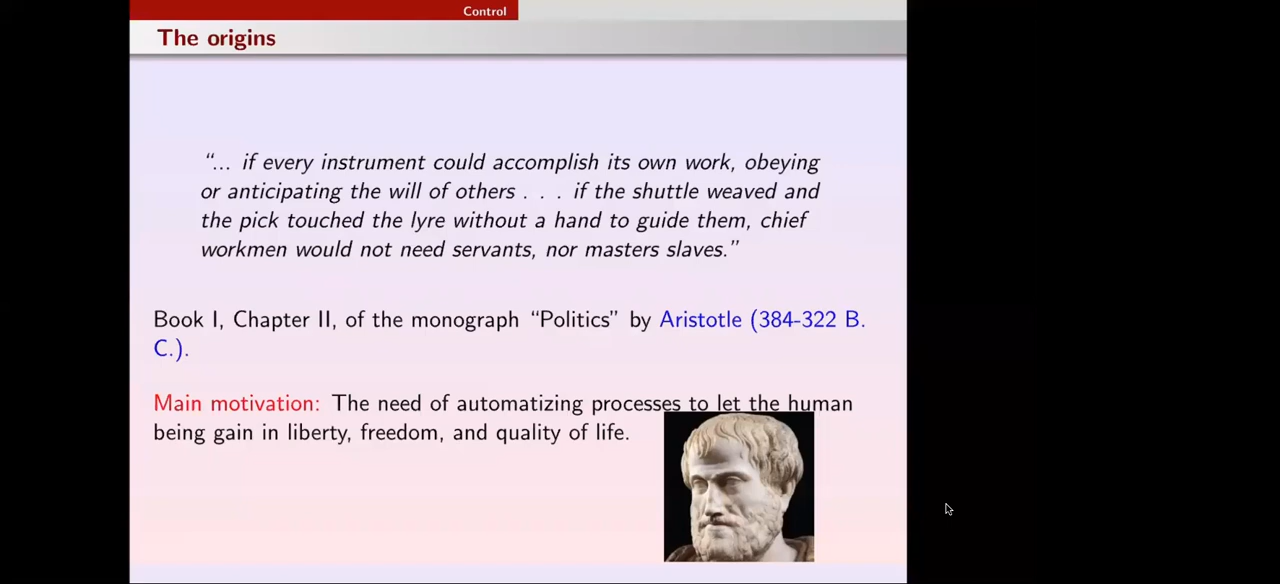 Control
The origins
“... if every instrument could accomplish its own work, obeying
or anticipating the will of others . . . if the shuttle weaved and
the pick touched the lyre without a hand to guide them, chief
workmen would not need servants, nor masters slaves.”
Book I, Chapter II, of the monograph “Politics” by Aristotle (384-322 B.
C.).
Main motivation: The need of automatizing processes to let the human
being gain in liberty, freedom, and quality of life.